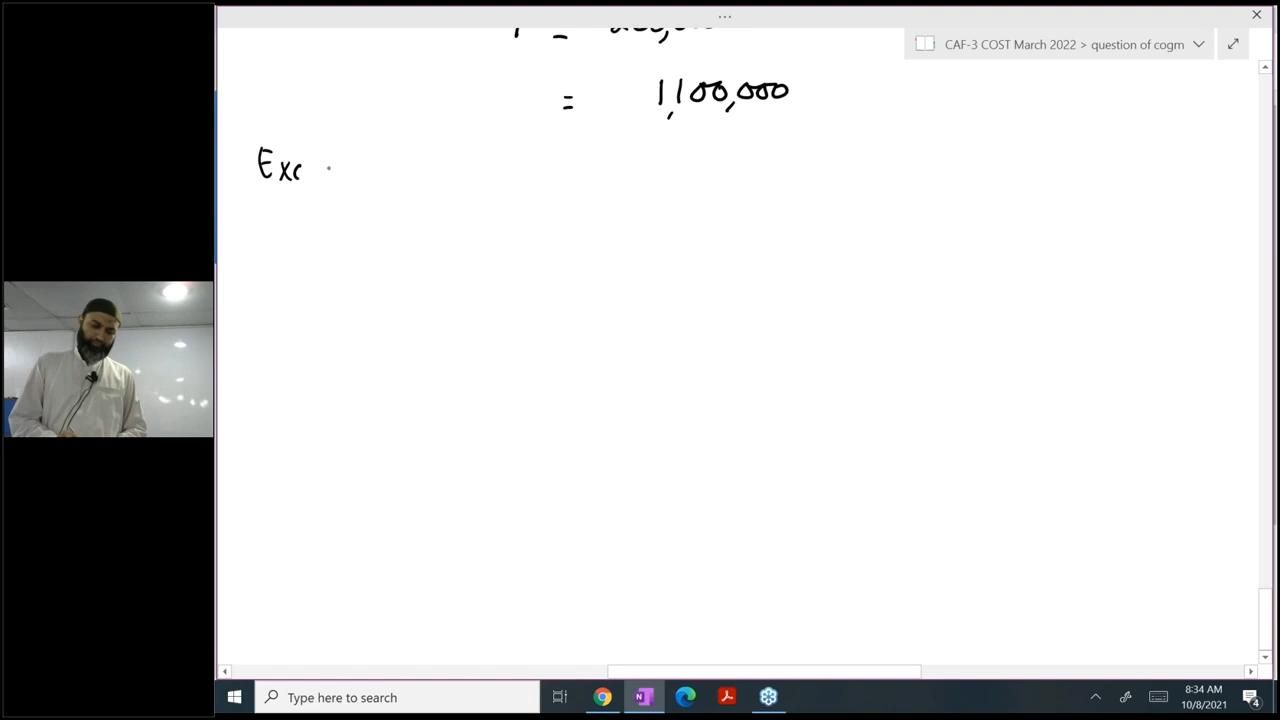 CAF-3 COST March 2022 > question of cogm
= 1,100,000
Exc
Type here to search
8:34 AM
10/8/2021
4